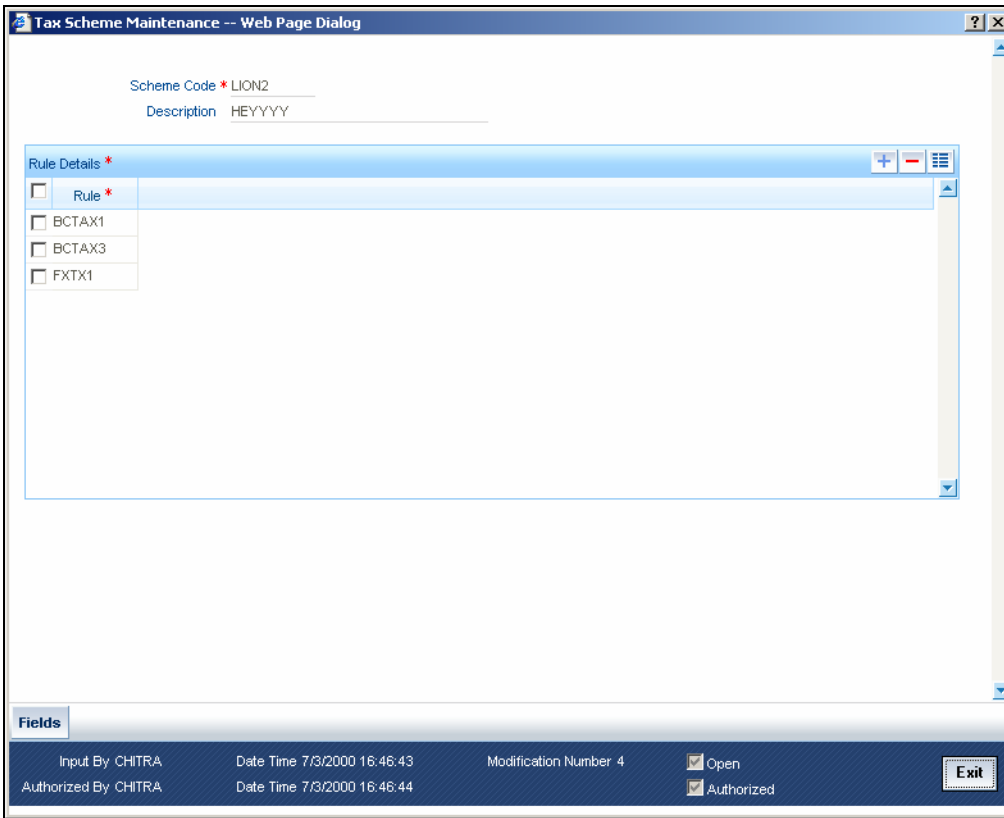 Tax Scheme Maintenance -- Web Page Dialog
Scheme Code * LION2
Description HEYYYY
Rule Details *
Rule *
BCTAX1
BCTAX3
FXTX1
Fields
Input By CHITRA Date Time 7/3/2000 16:46:43 Modification Number 4 Open
Authorized By CHITRA Date Time 7/3/2000 16:46:44 Authorized
Exit